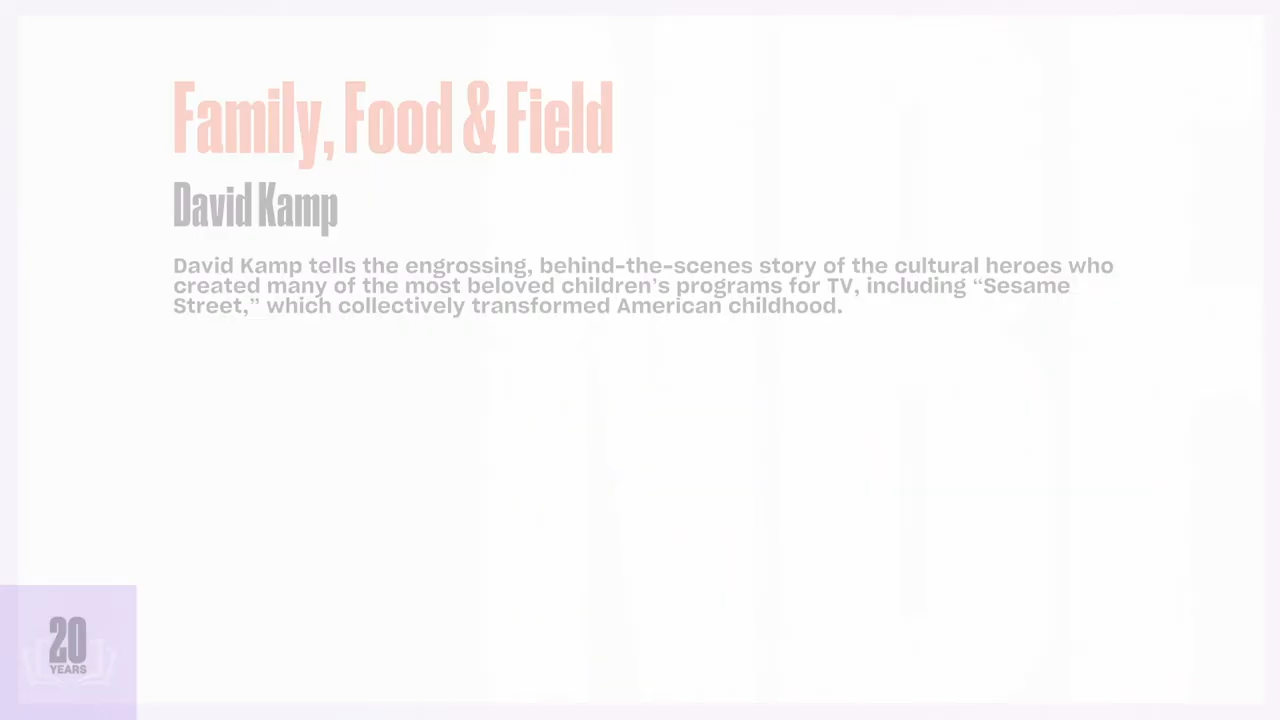 Family, Food & Field
David Kamp
David Kamp tells the engrossing, behind-the-scenes story of the cultural heroes who
created many of the most beloved children’s programs for TV, including “Sesame
Street,” which collectively transformed American childhood.
20
YEARS